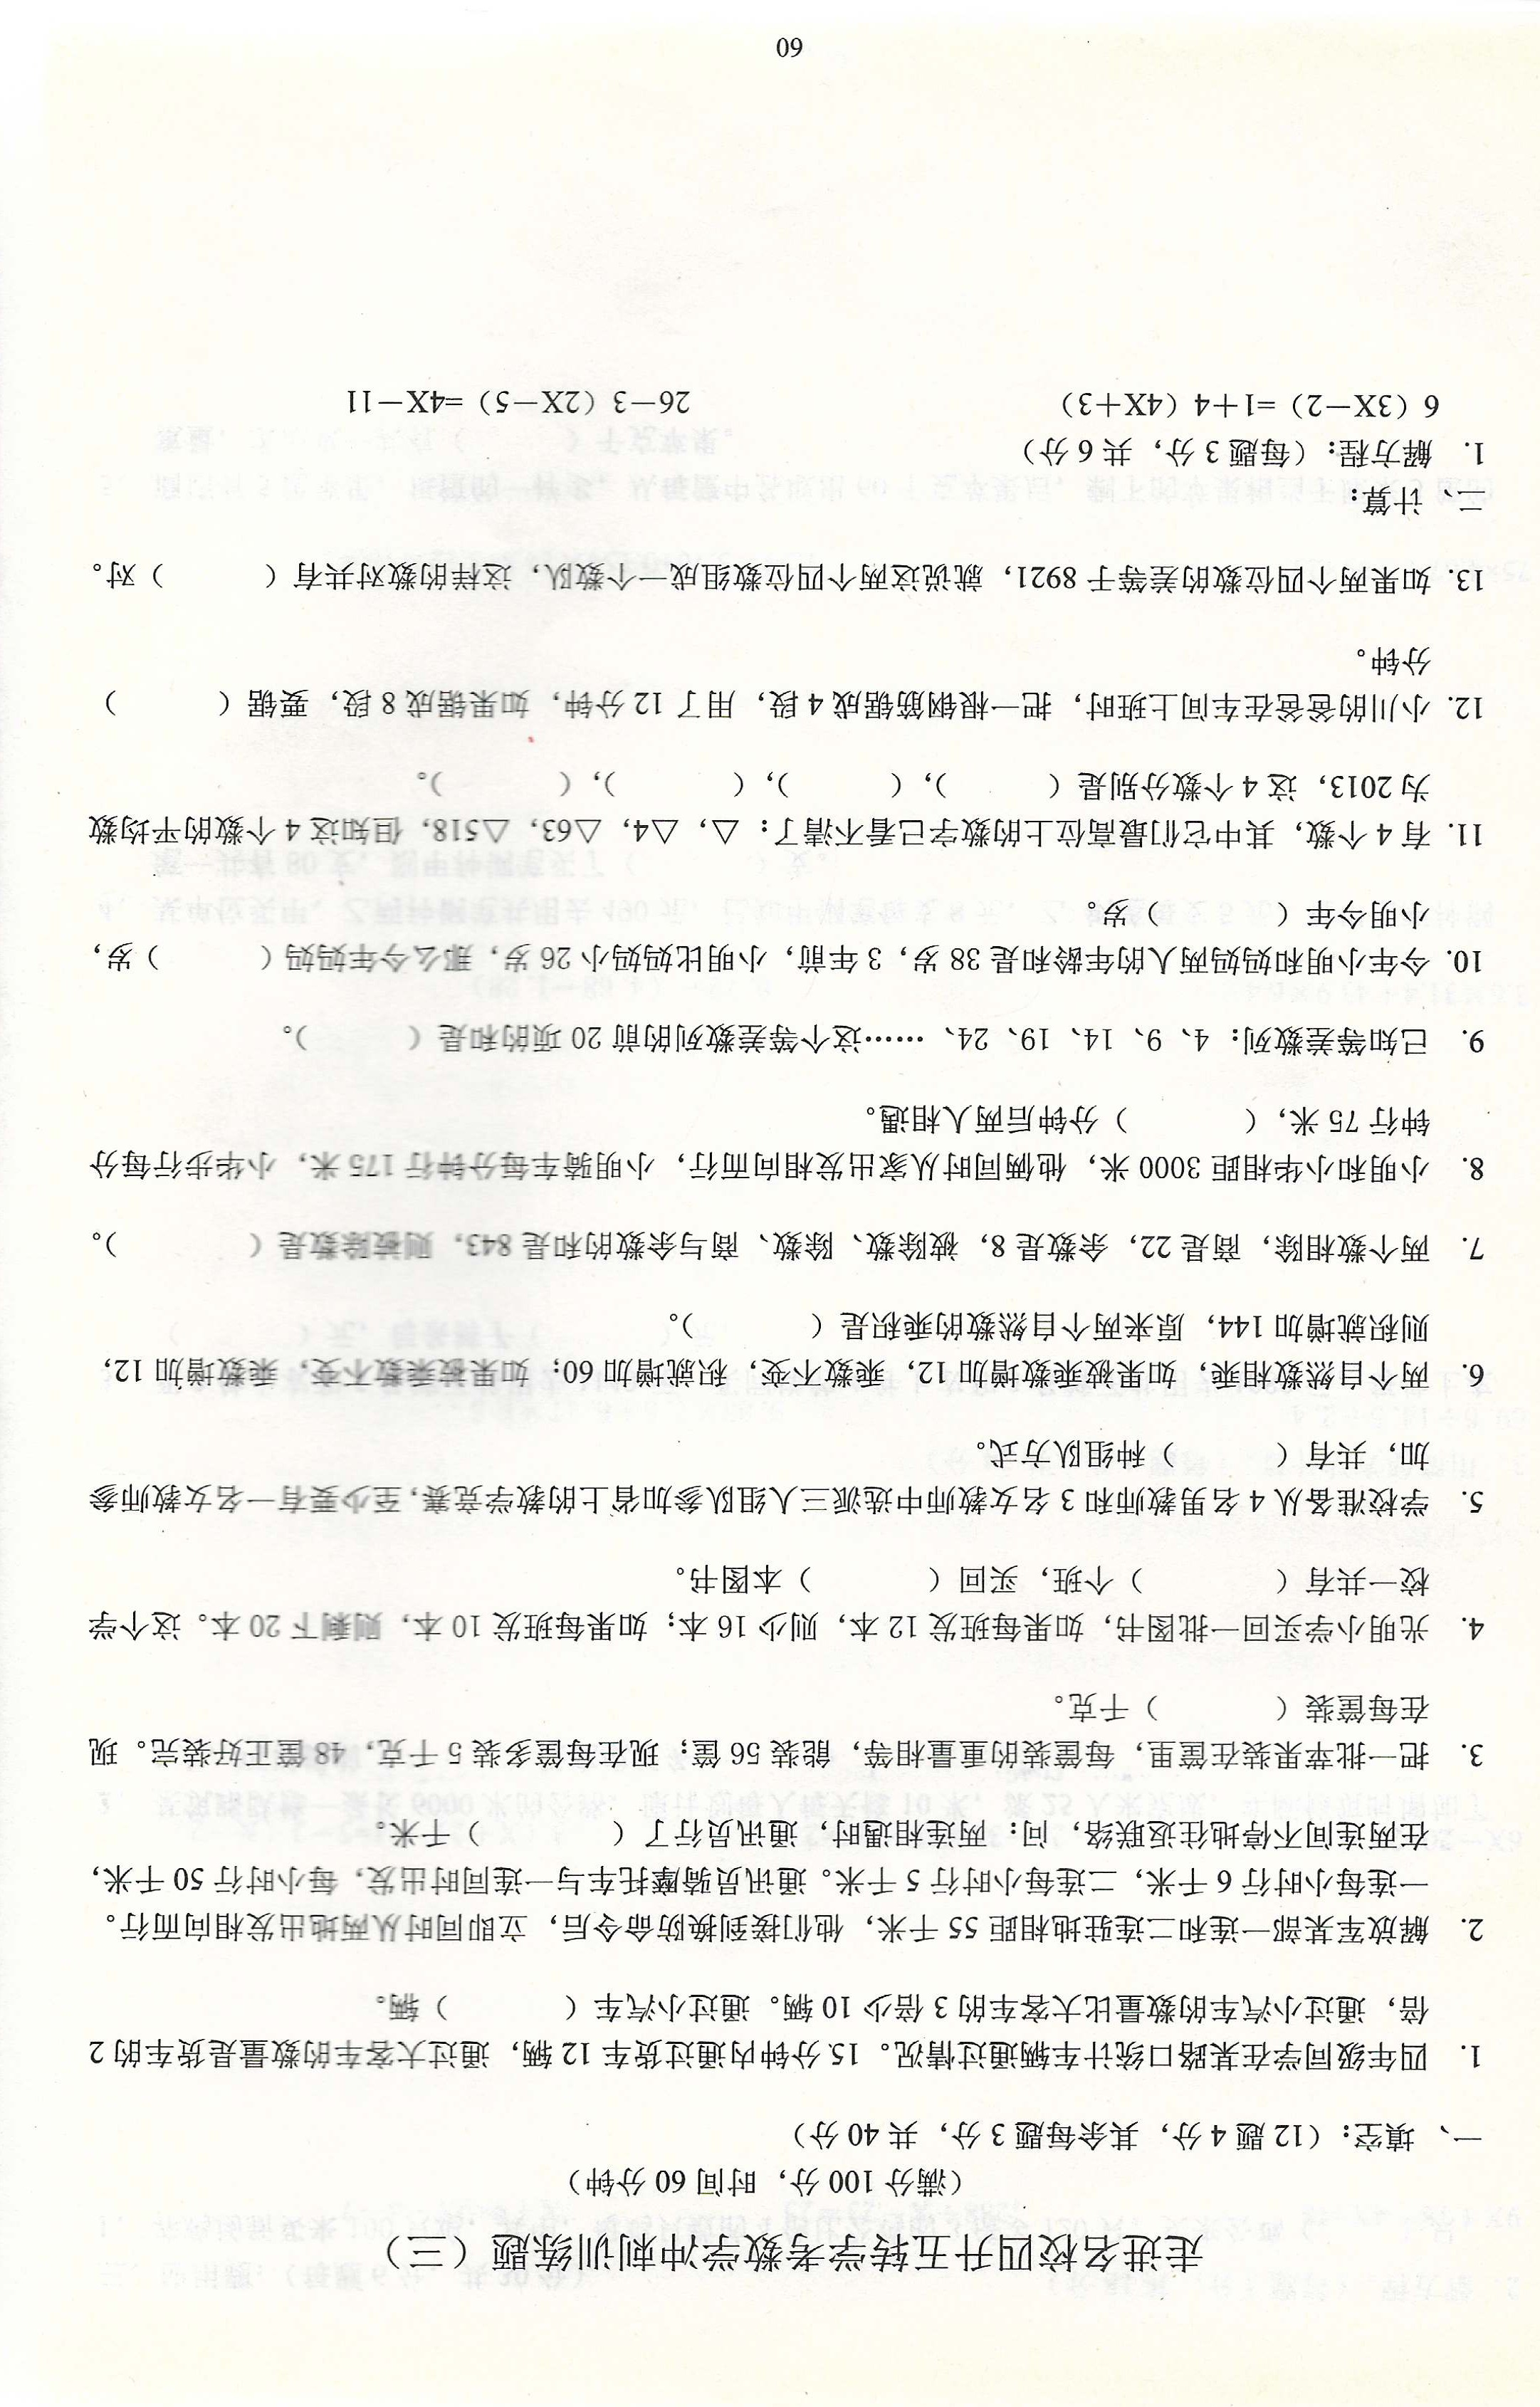 走进名校四升五转学考数学冲刺训练题（三）
（满分 100 分，时间 60 分钟）
一、 填空：（12 题 4 分，其余每题 3 分，共 40 分）
1. 四年级同学在某路口统计车辆通过情况。15 分钟内通过货车 12 辆，通过大客车的数量是货车的 2
倍，通过小汽车的数量比大客车的 3 倍少 10 辆。通过小汽车（ ）辆。
2. 解放军某部一连和二连驻地相距 55 千米，他们接到换防命令后，立即同时从两地出发相向而行。
一连每小时行 6 千米，二连每小时行 5 千米。通讯员骑摩托车与一连同时出发，每小时行 50 千米，
在两连间不停地往返联络，问：两连相遇时，通讯员行了（ ）千米。
3. 把一批苹果装在筐里，每筐装的重量相等，能装 56 筐；现在每筐多装 5 千克，48 筐正好装完。现
在每筐装（ ）千克。
4. 光明小学买回一批图书，如果每班发 12 本，则少 16 本；如果每班发 10 本，则剩下 20 本。这个学
校一共有（ ）个班，买回（ ）本图书。
5. 学校准备从 4 名男教师和 3 名女教师中选派三人组队参加省上的教学竞赛，至少要有一名女教师参
加，共有（ ）种组队方式。
6. 两个自然数相乘，如果被乘数增加 12，乘数不变，积就增加 60；如果被乘数不变，乘数增加 12，
则积就增加 144，原来两个自然数的乘积是（ ）。
7. 两个数相除，商是 22，余数是 8，被除数、除数、商与余数的和是 843，则被除数是（ ）。
8. 小明和小华相距 3000 米，他俩同时从家出发相向而行，小明骑车每分钟行 175 米，小华步行每分
钟行 75 米，（ ）分钟后两人相遇。
9. 已知等差数列：4、9、14、19、24、……这个等差数列的前 20 项的和是（ ）。
10. 今年小明和妈妈两人的年龄和是 38 岁，3 年前，小明比妈妈小 26 岁，那么今年妈妈（ ）岁，
小明今年（ ）岁。
11. 有 4 个数，其中它们最高位上的数字已看不清了：△，△4，△63，△518，但知这 4 个数的平均数
为 2013，这 4 个数分别是（ ），（ ），（ ），（ ）。
12. 小川的爸爸在车间上班时，把一根钢筋锯成 4 段，用了 12 分钟，如果锯成 8 段，要锯（ ）
分钟。
13. 如果两个四位数的差等于 8921，就说这两个四位数组成一个数队，这样的数对共有（ ）对。
二、 计算：
1. 解方程：（每题 3 分，共 6 分）
6（3X－2）=1＋4（4X＋3） 26－3（2X－5）=4X－11
60